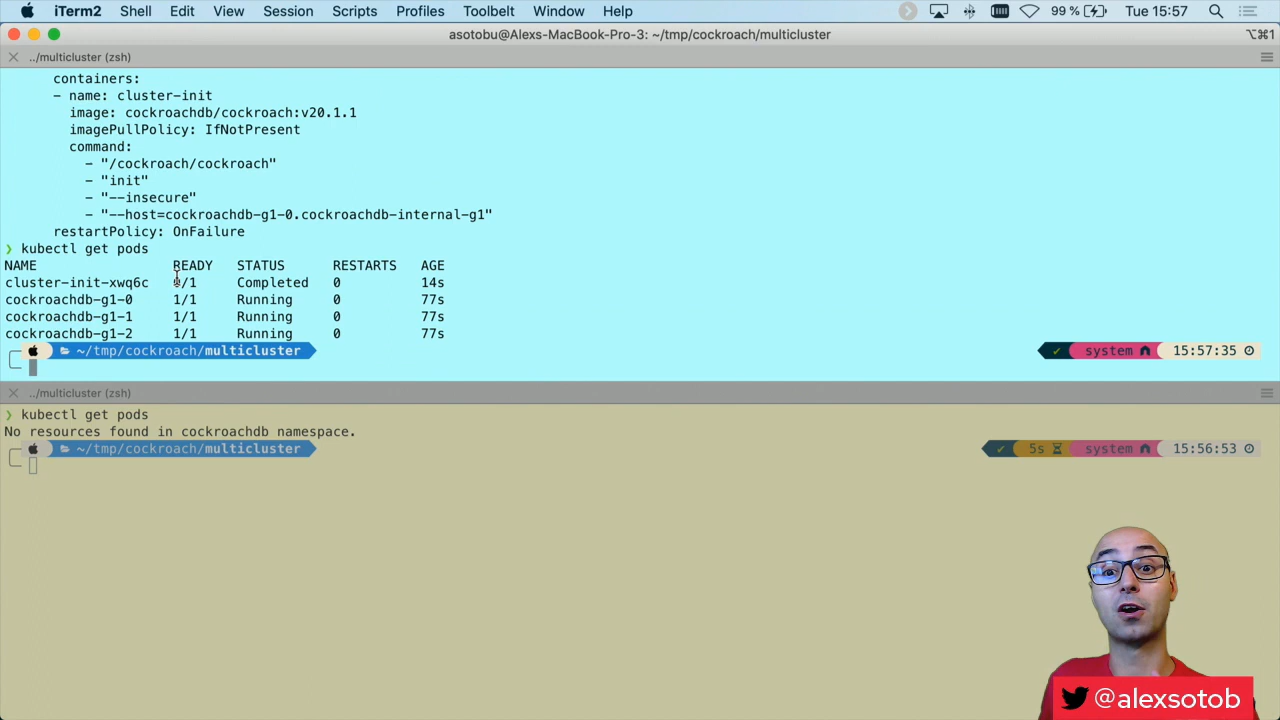 iTerm2 Shell Edit View Session Scripts Profiles Toolbelt Window Help 99 % Tue 15:57
asotobu@Alexs-MacBook-Pro-3: ~/tmp/cockroach/multicluster ⌥⌘1
../multicluster (zsh)
containers:
- name: cluster-init
image: cockroachdb/cockroach:v20.1.1
imagePullPolicy: IfNotPresent
command:
- "/cockroach/cockroach"
- "init"
- "--insecure"
- "--host=cockroachdb-g1-0.cockroachdb-internal-g1"
restartPolicy: OnFailure
❯ kubectl get pods
NAME READY STATUS RESTARTS AGE
cluster-init-xwq6c 0/1 Completed 0 14s
cockroachdb-g1-0 1/1 Running 0 77s
cockroachdb-g1-1 1/1 Running 0 77s
cockroachdb-g1-2 1/1 Running 0 77s
~/tmp/cockroach/multicluster ✓ system 15:57:35
../multicluster (zsh)
❯ kubectl get pods
No resources found in cockroachdb namespace.
~/tmp/cockroach/multicluster ✓ 5s system 15:56:53
@alexsotob